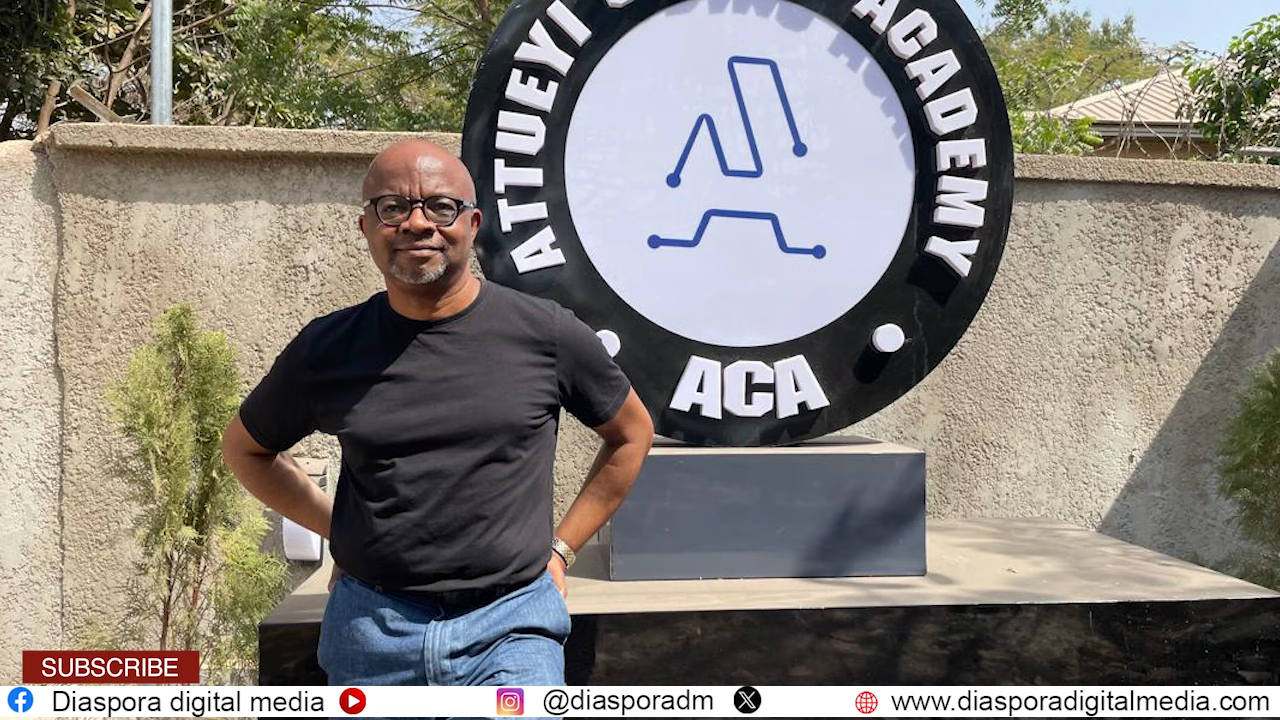 ATTUEYI
ACADEMY
ACA
SUBSCRIBE
Diaspora digital media
@diasporadm
www.diasporadigitalmedia.com